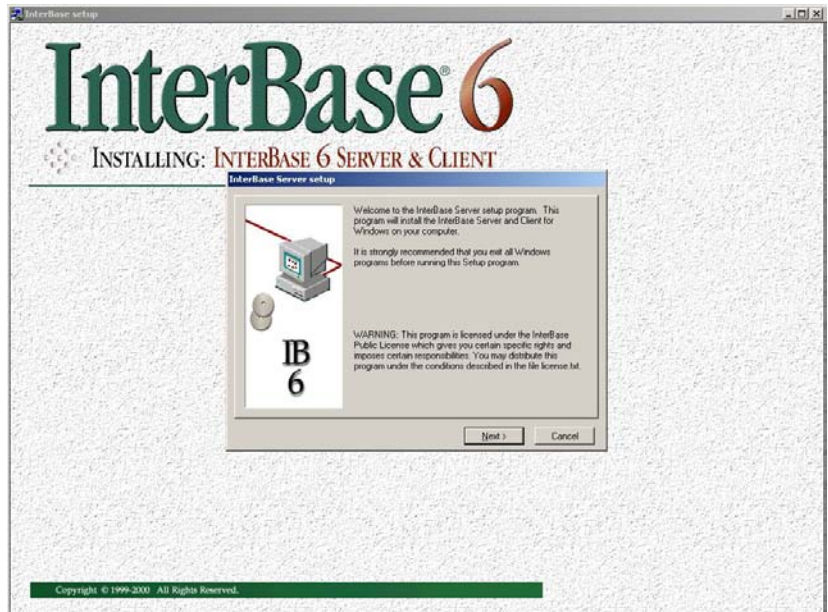 InterBase setup
InterBase® 6
INSTALLING: INTERBASE 6 SERVER & CLIENT
InterBase Server setup
Welcome to the InterBase Server setup program. This
program will install the InterBase Server and Client for
Windows on your computer.
It is strongly recommended that you exit all Windows
programs before running this Setup program.
WARNING: This program is licensed under the InterBase
Public License which gives you certain specific rights and
imposes certain responsibilities. You may distribute this
program under the conditions described in the file license.txt.
IB
6
Next >
Cancel
Copyright © 1999-2000 All Rights Reserved.